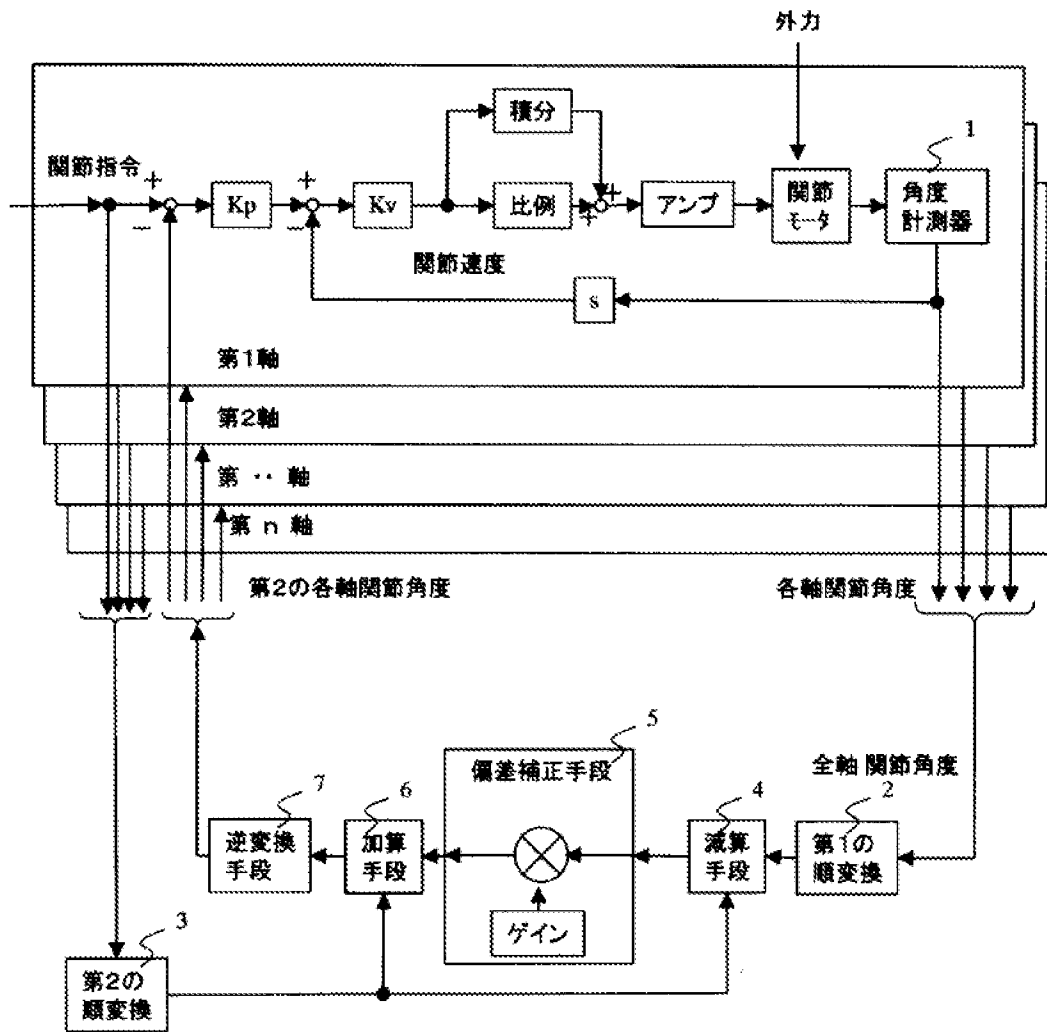 外力
積分
1
関節指令
+
+
Kp
Kv
比例
+
+
アンプ
関節
モータ
角度
計測器
−
−
関節速度
s
第1軸
第2軸
第 ‥ 軸
第 n 軸
第2の各軸関節角度
各軸関節角度
5
偏差補正手段
全軸 関節角度
7
6
4
2
逆変換
手段
加算
手段
減算
手段
第1の
順変換
ゲイン
3
第2の
順変換